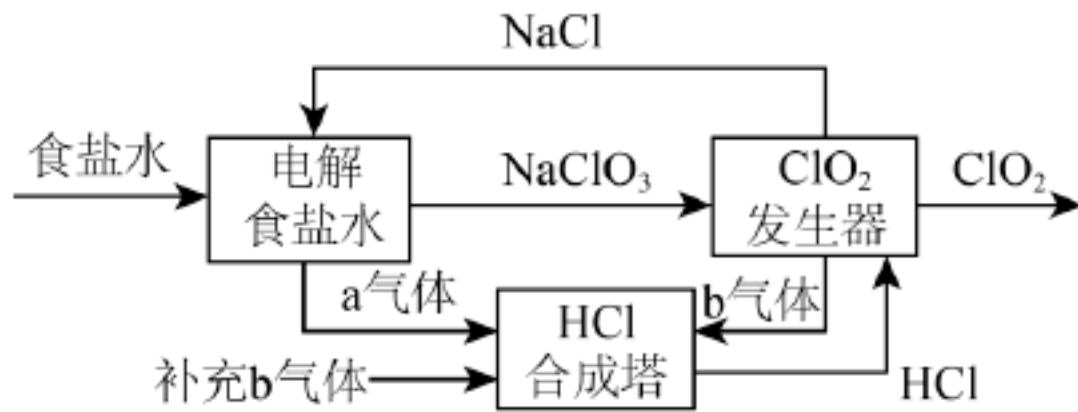 NaCl
食盐水
电解
食盐水
NaClO₃
ClO₂
发生器
ClO₂
a气体
b气体
HCl
合成塔
补充b气体
HCl